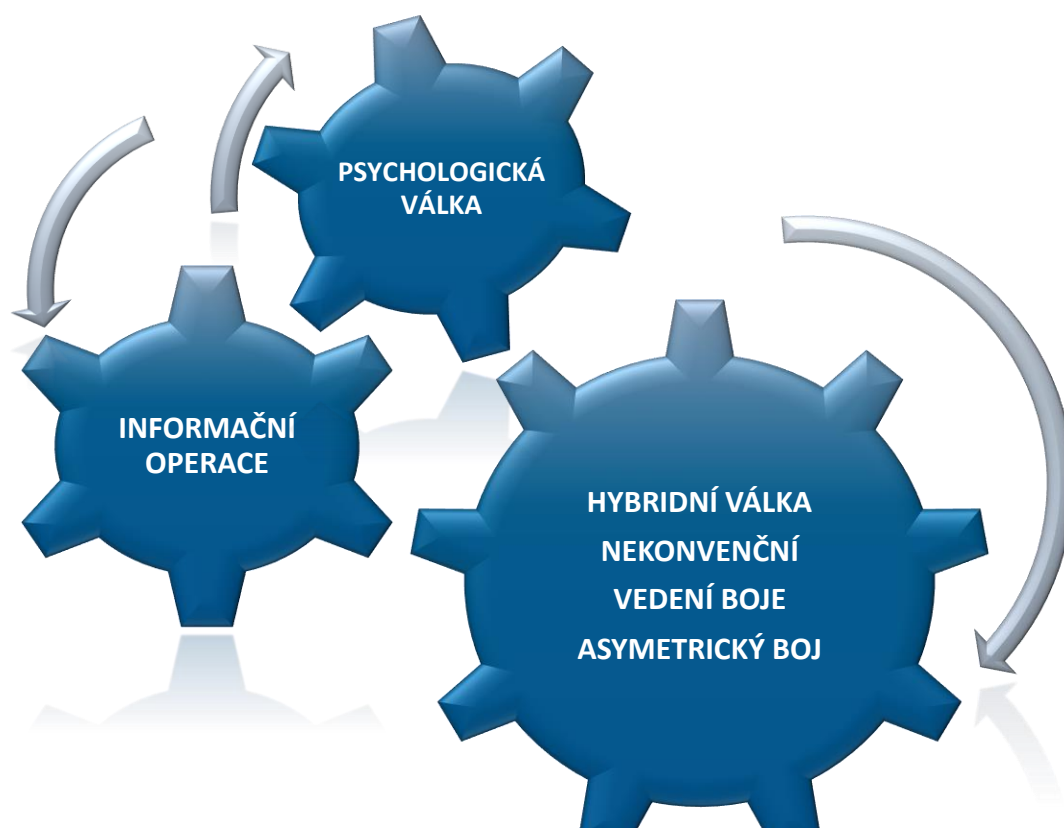 PSYCHOLOGICKÁ
VÁLKA
INFORMAČNÍ
OPERACE
HYBRIDNÍ VÁLKA
NEKONVENČNÍ
VEDENÍ BOJE
ASYMETRICKÝ BOJ